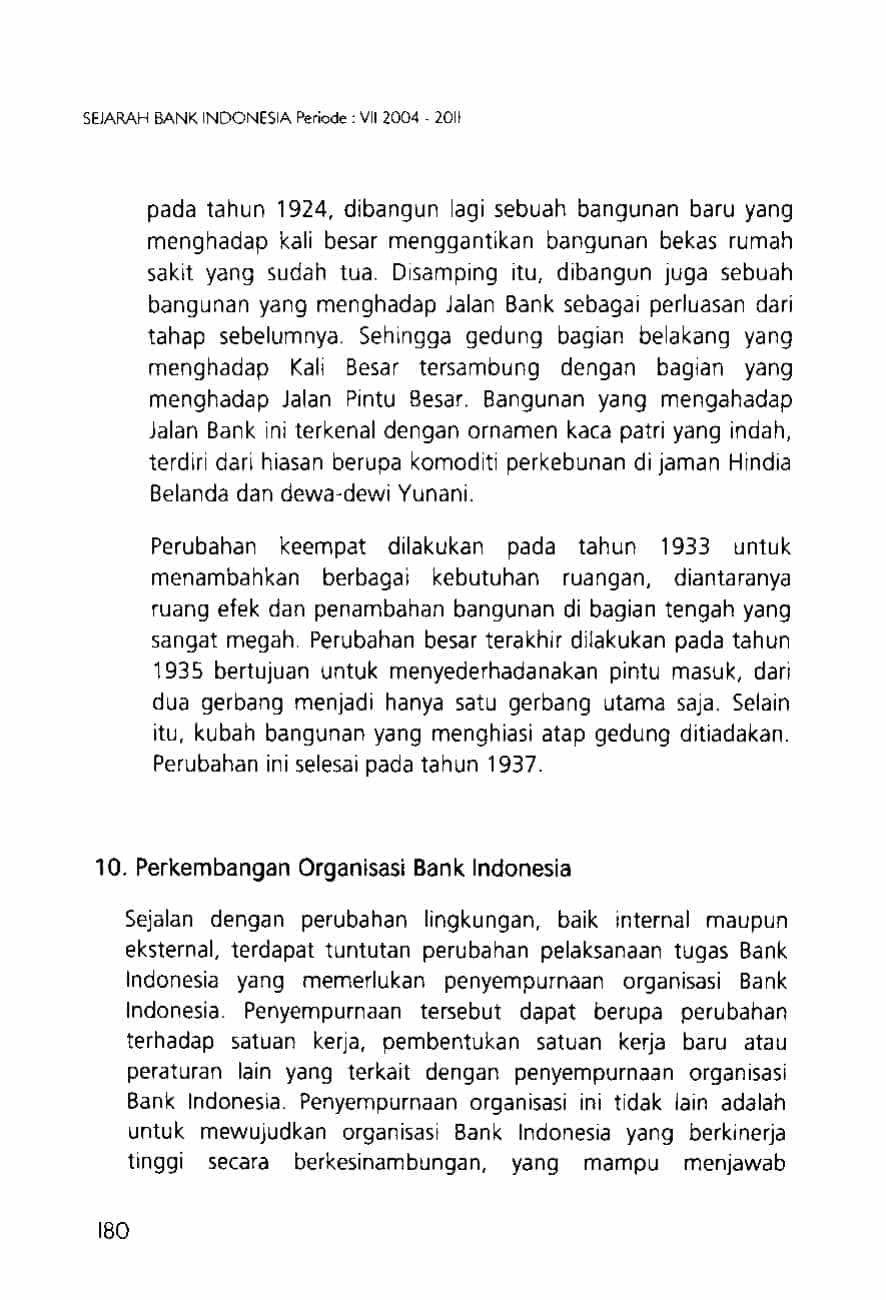 SEJARAH BANK INDONESIA Periode : VII 2004 - 2011
pada tahun 1924, dibangun lagi sebuah bangunan baru yang
menghadap kali besar menggantikan bangunan bekas rumah
sakit yang sudah tua. Disamping itu, dibangun juga sebuah
bangunan yang menghadap Jalan Bank sebagai perluasan dari
tahap sebelumnya. Sehingga gedung bagian belakang yang
menghadap Kali Besar tersambung dengan bagian yang
menghadap Jalan Pintu Besar. Bangunan yang mengahadap
Jalan Bank ini terkenal dengan ornamen kaca patri yang indah,
terdiri dari hiasan berupa komoditi perkebunan di jaman Hindia
Belanda dan dewa-dewi Yunani.
Perubahan keempat dilakukan pada tahun 1933 untuk
menambahkan berbagai kebutuhan ruangan, diantaranya
ruang efek dan penambahan bangunan di bagian tengah yang
sangat megah. Perubahan besar terakhir dilakukan pada tahun
1935 bertujuan untuk menyederhadanakan pintu masuk, dari
dua gerbang menjadi hanya satu gerbang utama saja. Selain
itu, kubah bangunan yang menghiasi atap gedung ditiadakan.
Perubahan ini selesai pada tahun 1937.
10. Perkembangan Organisasi Bank Indonesia
Sejalan dengan perubahan lingkungan, baik internal maupun
eksternal, terdapat tuntutan perubahan pelaksanaan tugas Bank
Indonesia yang memerlukan penyempurnaan organisasi Bank
Indonesia. Penyempurnaan tersebut dapat berupa perubahan
terhadap satuan kerja, pembentukan satuan kerja baru atau
peraturan lain yang terkait dengan penyempurnaan organisasi
Bank Indonesia. Penyempurnaan organisasi ini tidak lain adalah
untuk mewujudkan organisasi Bank Indonesia yang berkinerja
tinggi secara berkesinambungan, yang mampu menjawab
180